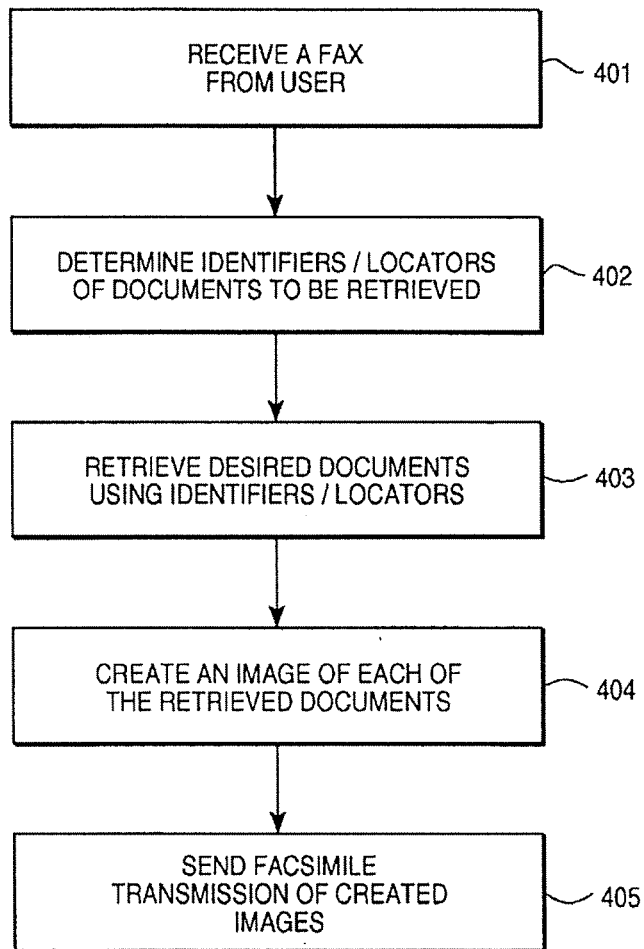 RECEIVE A FAX
FROM USER
401
DETERMINE IDENTIFIERS / LOCATORS
OF DOCUMENTS TO BE RETRIEVED
402
RETRIEVE DESIRED DOCUMENTS
USING IDENTIFIERS / LOCATORS
403
CREATE AN IMAGE OF EACH OF
THE RETRIEVED DOCUMENTS
404
SEND FACSIMILE
TRANSMISSION OF CREATED
IMAGES
405